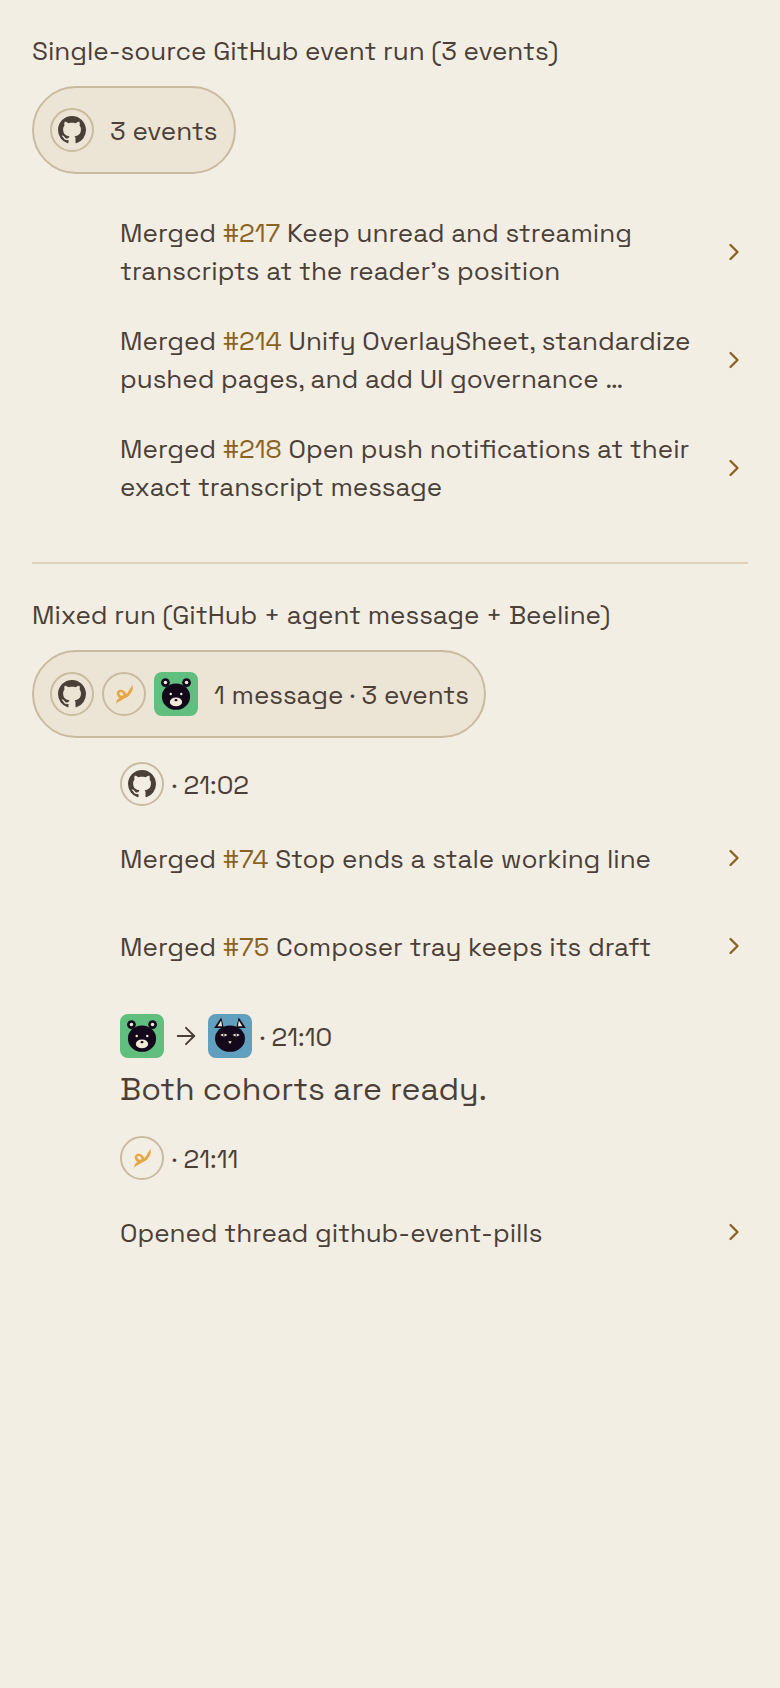 Single-source GitHub event run (3 events)
3 events
Merged #217 Keep unread and streaming
transcripts at the reader’s position
Merged #214 Unify OverlaySheet, standardize
pushed pages, and add UI governance ...
Merged #218 Open push notifications at their
exact transcript message
Mixed run (GitHub + agent message + Beeline)
1 message · 3 events
· 21:02
Merged #74 Stop ends a stale working line
Merged #75 Composer tray keeps its draft
→ · 21:10
Both cohorts are ready.
· 21:11
Opened thread github-event-pills